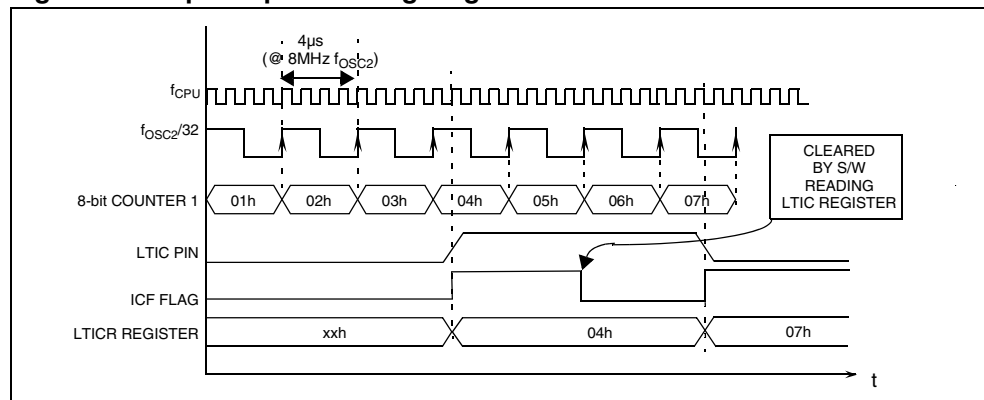 4µs
(@ 8MHz fOSC2)
fCPU
fOSC2/32
CLEARED
BY S/W
READING
LTIC REGISTER
8-bit COUNTER 1
01h
02h
03h
04h
05h
06h
07h
LTIC PIN
ICF FLAG
LTICR REGISTER
xxh
04h
07h
t